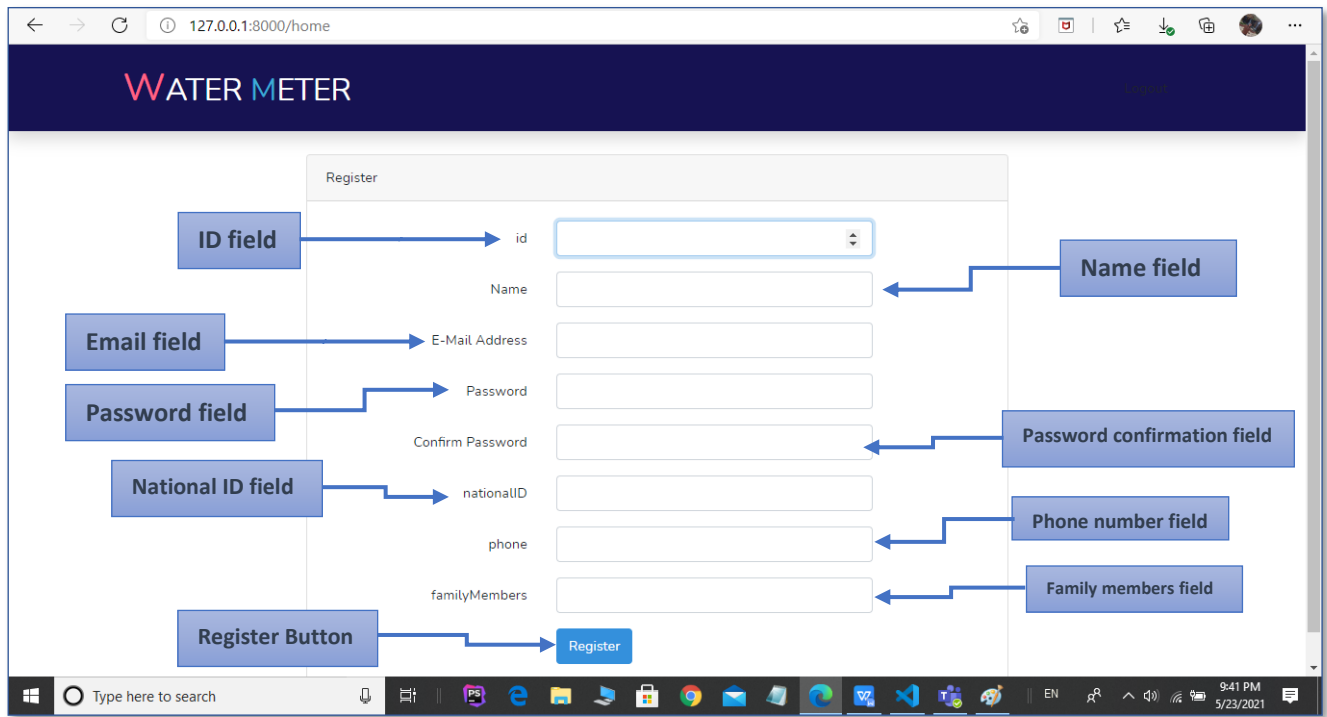 127.0.0.1:8000/home
WATER METER
Logout
Register
ID field
id
Name field
Name
Email field
E-Mail Address
Password field
Password
Confirm Password
Password confirmation field
National ID field
nationalID
Phone number field
phone
Family members field
familyMembers
Register Button
Register
Type here to search
EN
9:41 PM
5/23/2021